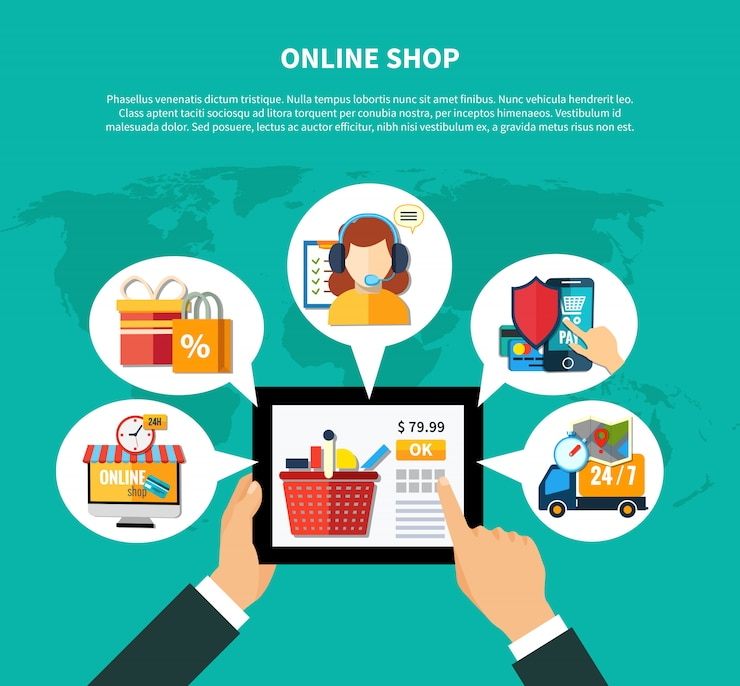 ONLINE SHOP
Phasellus venenatis dictum tristique. Nulla tempus lobortis nunc sit amet finibus. Nunc vehicula hendrerit leo.
Class aptent taciti sociosqu ad litora torquent per conubia nostra, per inceptos himenaeos. Vestibulum id
malesuada dolor. Sed posuere, lectus ac auctor efficitur, nibh nisi vestibulum ex, a gravida metus risus non est.
%
PAY
24H
ONLINE
shop
$ 79.99
OK
24/7